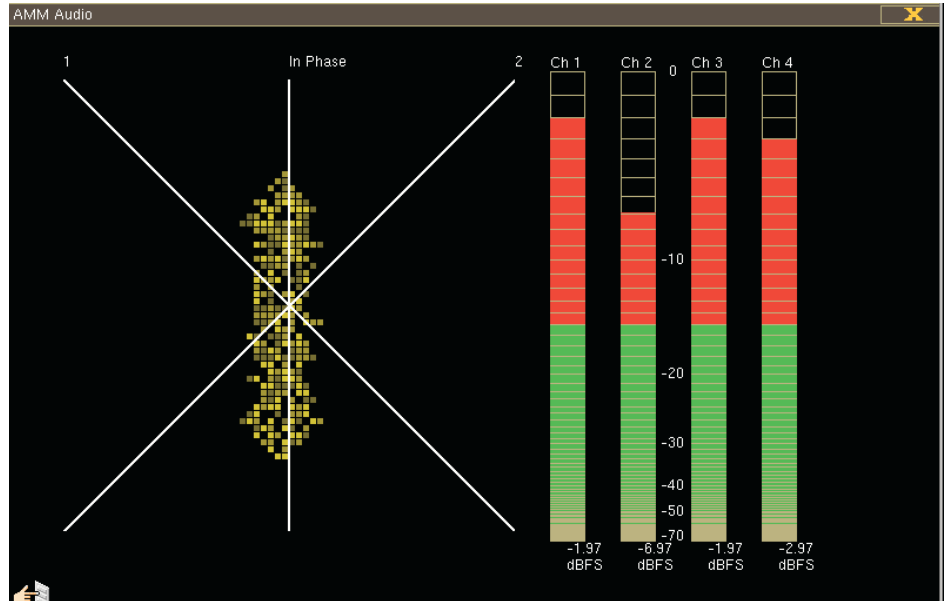 AMM Audio
X
1 In Phase 2 Ch 1 Ch 2 0 Ch 3 Ch 4
-10
-20
-30
-40
-50
-70
-1.97 -6.97 -1.97 -2.97
dBFS dBFS dBFS dBFS